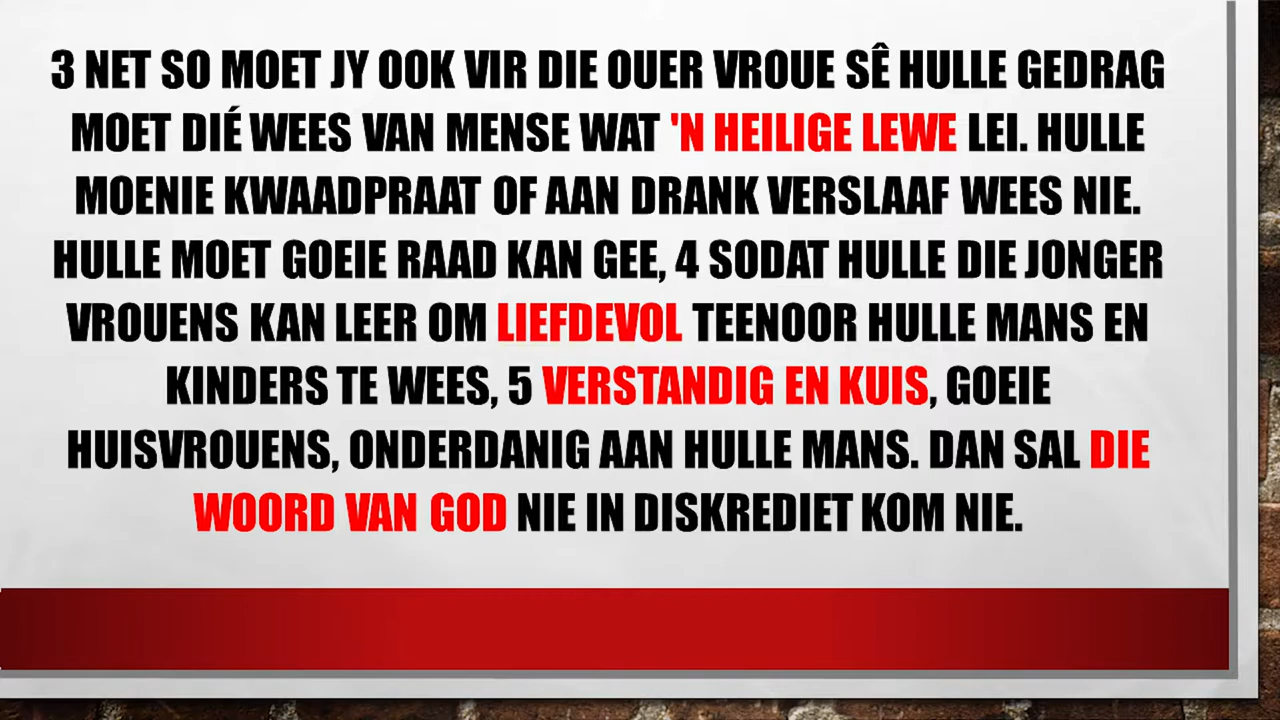 3 NET SO MOET JY OOK VIR DIE OUER VROUE SÊ HULLE GEDRAG
MOET DIÉ WEES VAN MENSE WAT 'N HEILIGE LEWE LEI. HULLE
MOENIE KWAADPRAAT OF AAN DRANK VERSLAAF WEES NIE.
HULLE MOET GOEIE RAAD KAN GEE, 4 SODAT HULLE DIE JONGER
VROUENS KAN LEER OM LIEFDEVOL TEENOOR HULLE MANS EN
KINDERS TE WEES, 5 VERSTANDIG EN KUIS, GOEIE
HUISVROUENS, ONDERDANIG AAN HULLE MANS. DAN SAL DIE
WOORD VAN GOD NIE IN DISKREDIET KOM NIE.